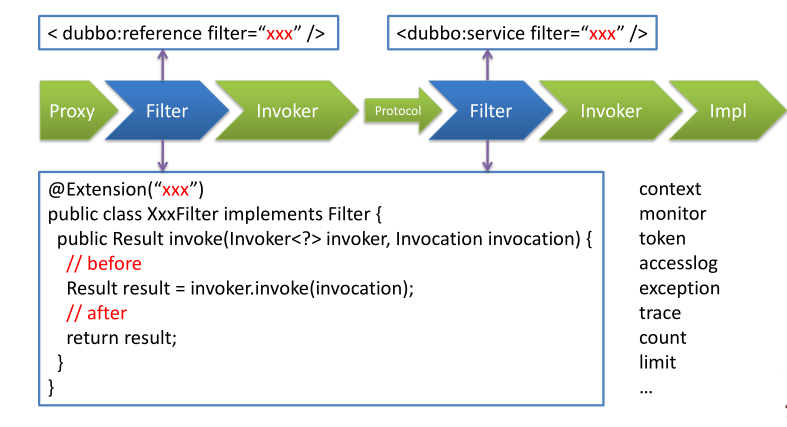 < dubbo:reference filter=“xxx” />
<dubbo:service filter=“xxx” />
Proxy
Filter
Invoker
Protocol
Filter
Invoker
Impl
@Extension(“xxx”)
public class XxxFilter implements Filter {
public Result invoke(Invoker<?> invoker, Invocation invocation) {
// before
Result result = invoker.invoke(invocation);
// after
return result;
}
}
context
monitor
token
accesslog
exception
trace
count
limit
…